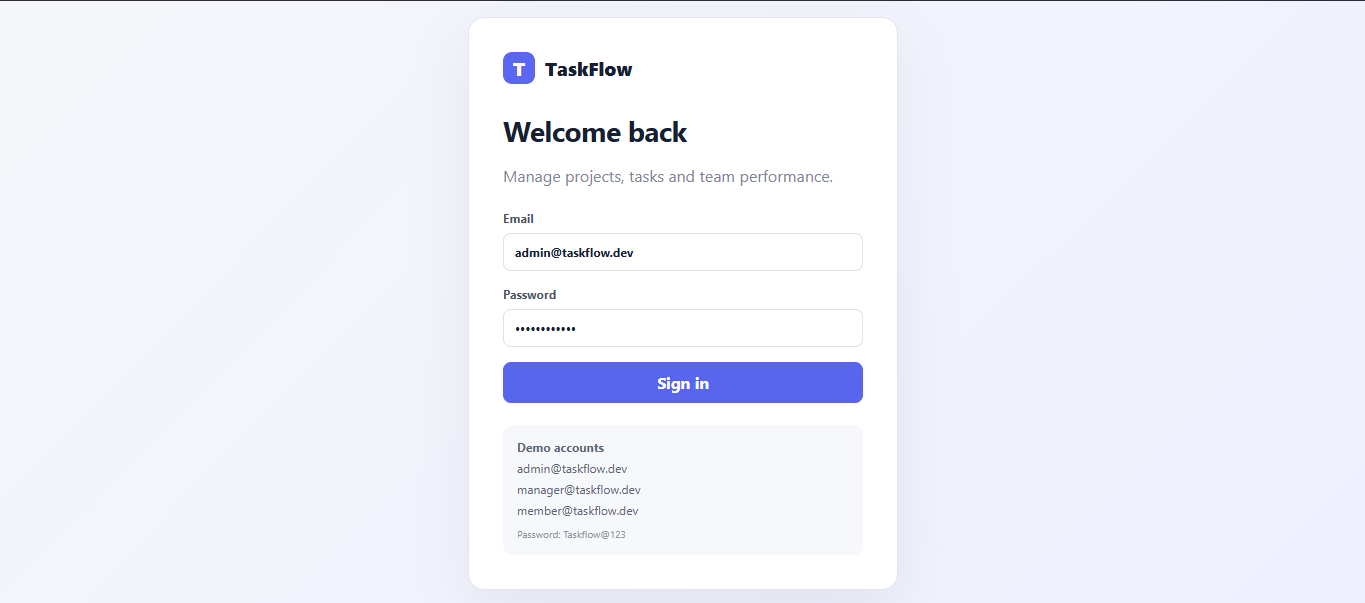 T TaskFlow
Welcome back
Manage projects, tasks and team performance.
Email
admin@taskflow.dev
Password
••••••••••••
Sign in
Demo accounts
admin@taskflow.dev
manager@taskflow.dev
member@taskflow.dev
Password: Taskflow@123